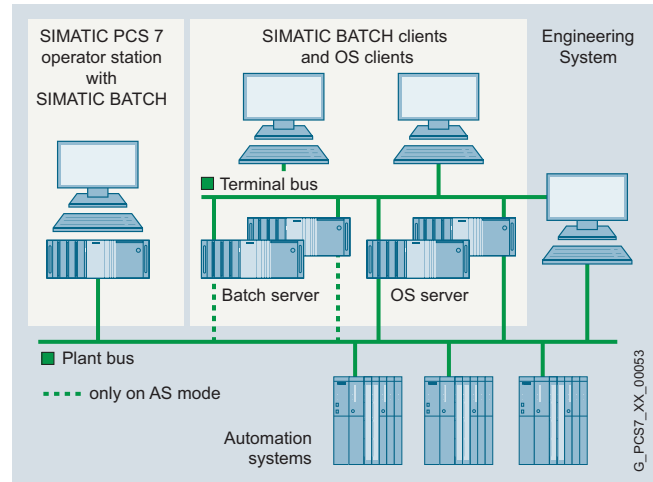 SIMATIC PCS 7
operator station
with
SIMATIC BATCH
SIMATIC BATCH clients
and OS clients
Engineering
System
Terminal bus
Batch server
OS server
Plant bus
only on AS mode
Automation
systems
G_PCS7_XX_00053